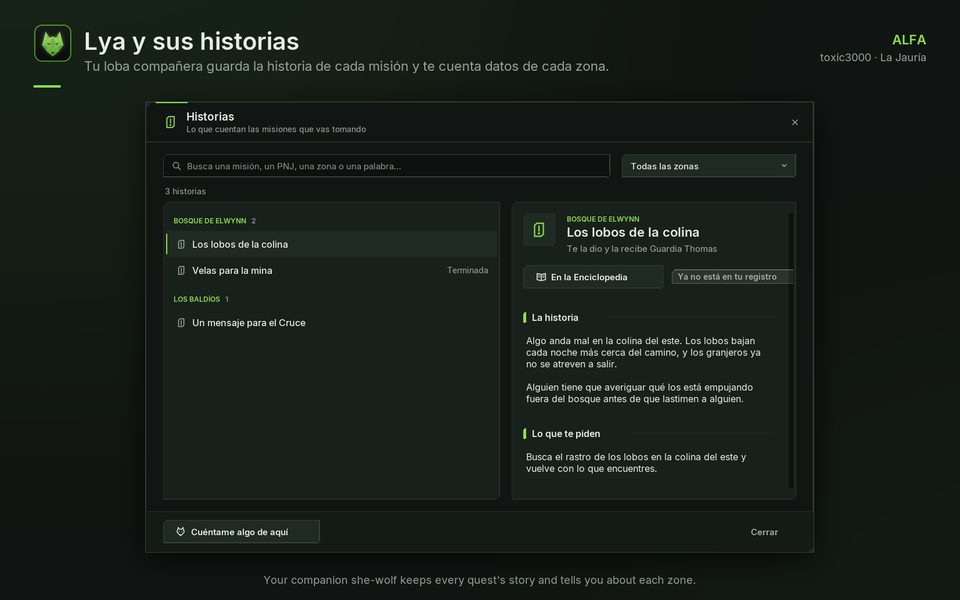 Lya y sus historias
Tu loba compañera guarda la historia de cada misión y te cuenta datos de cada zona.
ALFA
toxic3000 · La Jauría
Historias
Lo que cuentan las misiones que vas tomando
Busca una misión, un PNJ, una zona o una palabra...
Todas las zonas
3 historias
BOSQUE DE ELWYNN 2
Los lobos de la colina
Velas para la mina
Terminada
LOS BALDÍOS 1
Un mensaje para el Cruce
BOSQUE DE ELWYNN
Los lobos de la colina
Te la dio y la recibe Guardia Thomas
En la Enciclopedia
Ya no está en tu registro
La historia
Algo anda mal en la colina del este. Los lobos bajan
cada noche más cerca del camino, y los granjeros ya
no se atreven a salir.
Alguien tiene que averiguar qué los está empujando
fuera del bosque antes de que lastimen a alguien.
Lo que te piden
Busca el rastro de los lobos en la colina del este y
vuelve con lo que encuentres.
Cuéntame algo de aquí
Cerrar
Your companion she-wolf keeps every quest's story and tells you about each zone.